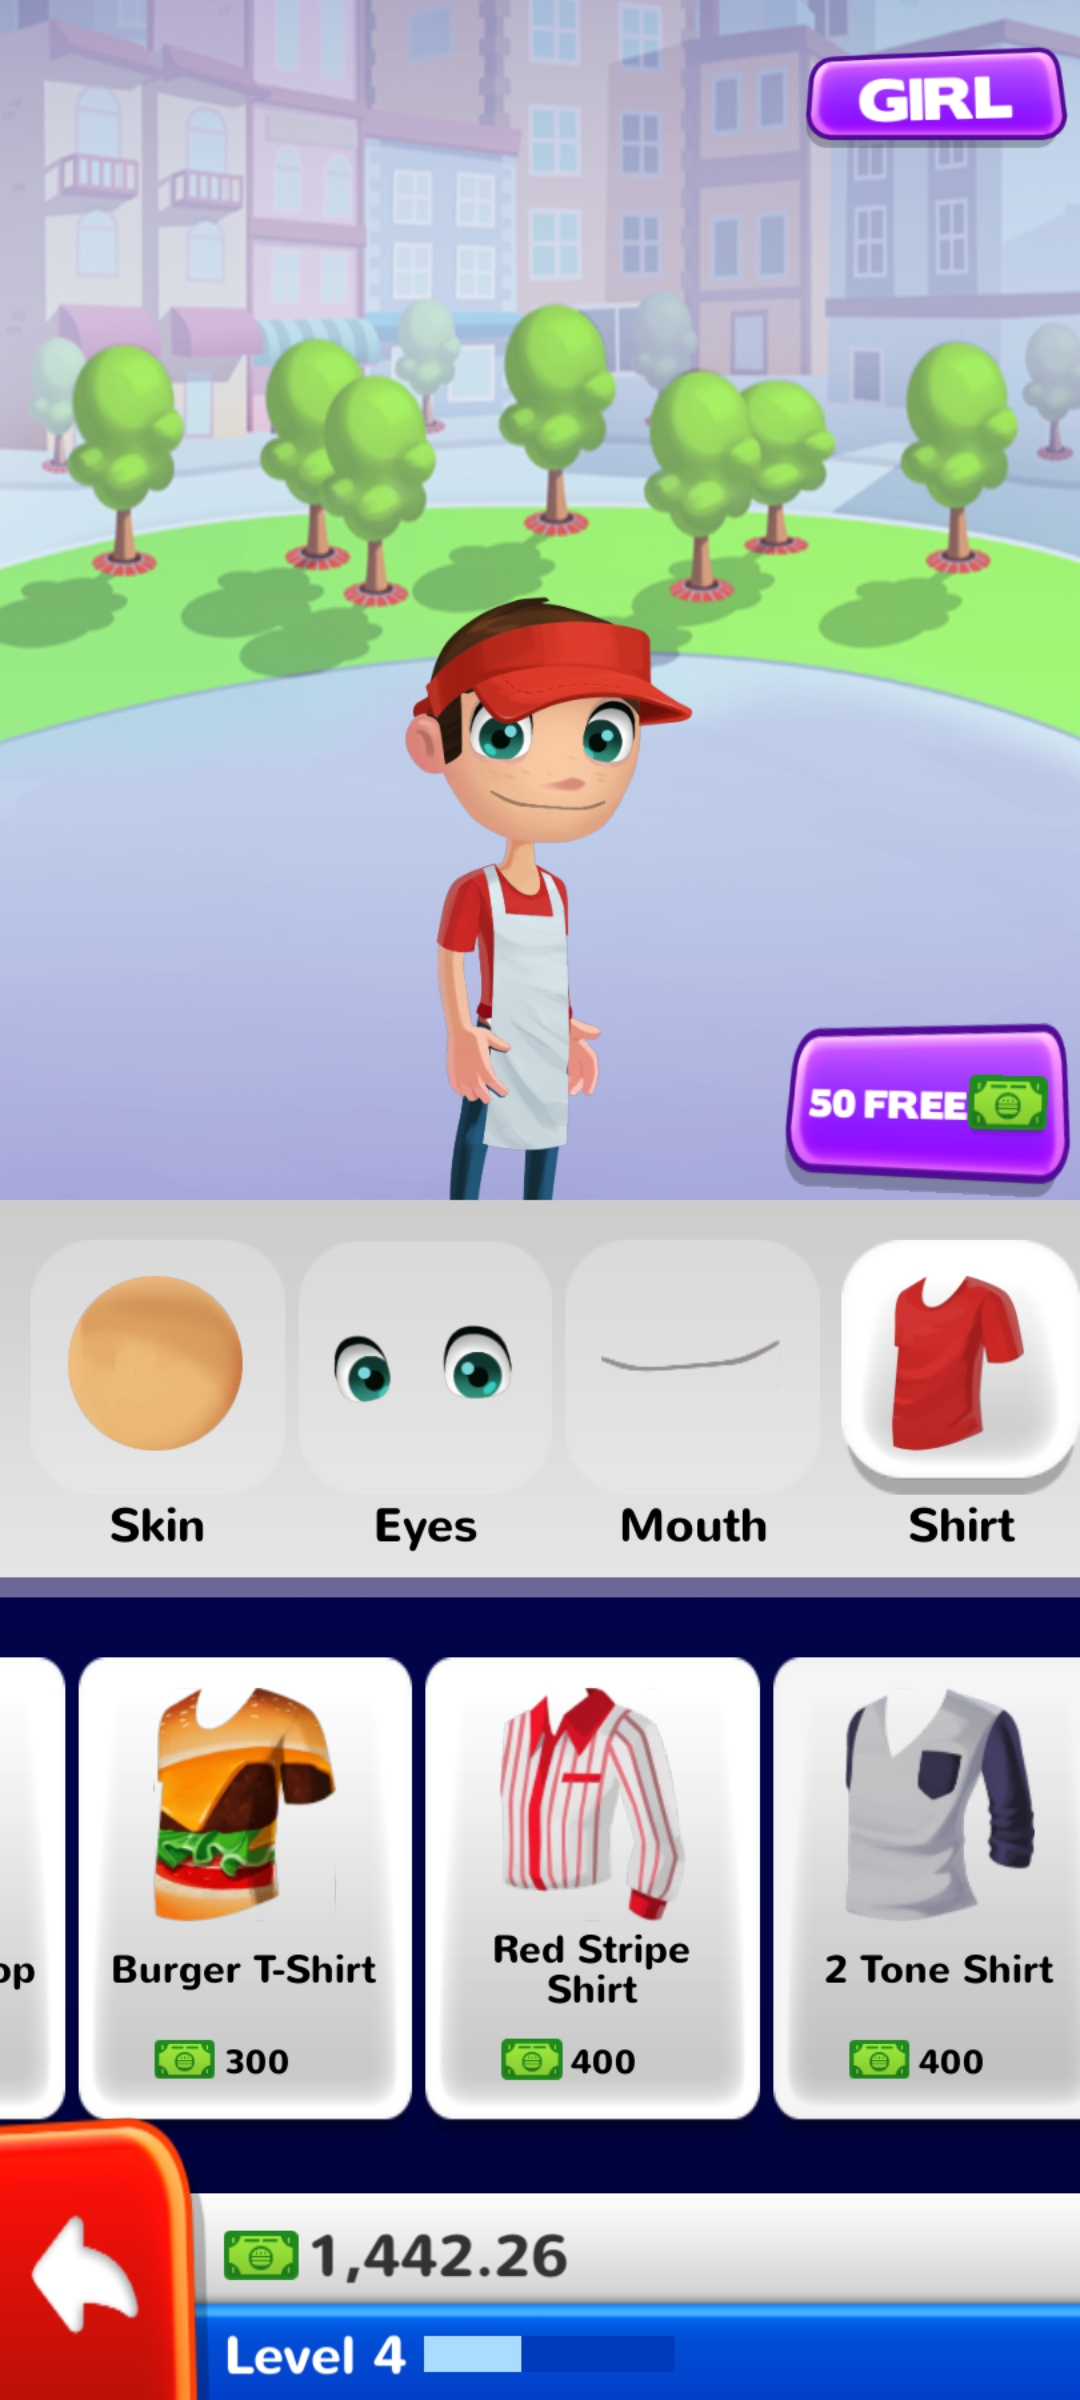 GIRL
50 FREE
Skin
Eyes
Mouth
Shirt
op
Burger T-Shirt
300
Red Stripe
Shirt
400
2 Tone Shirt
400
1,442.26
Level 4